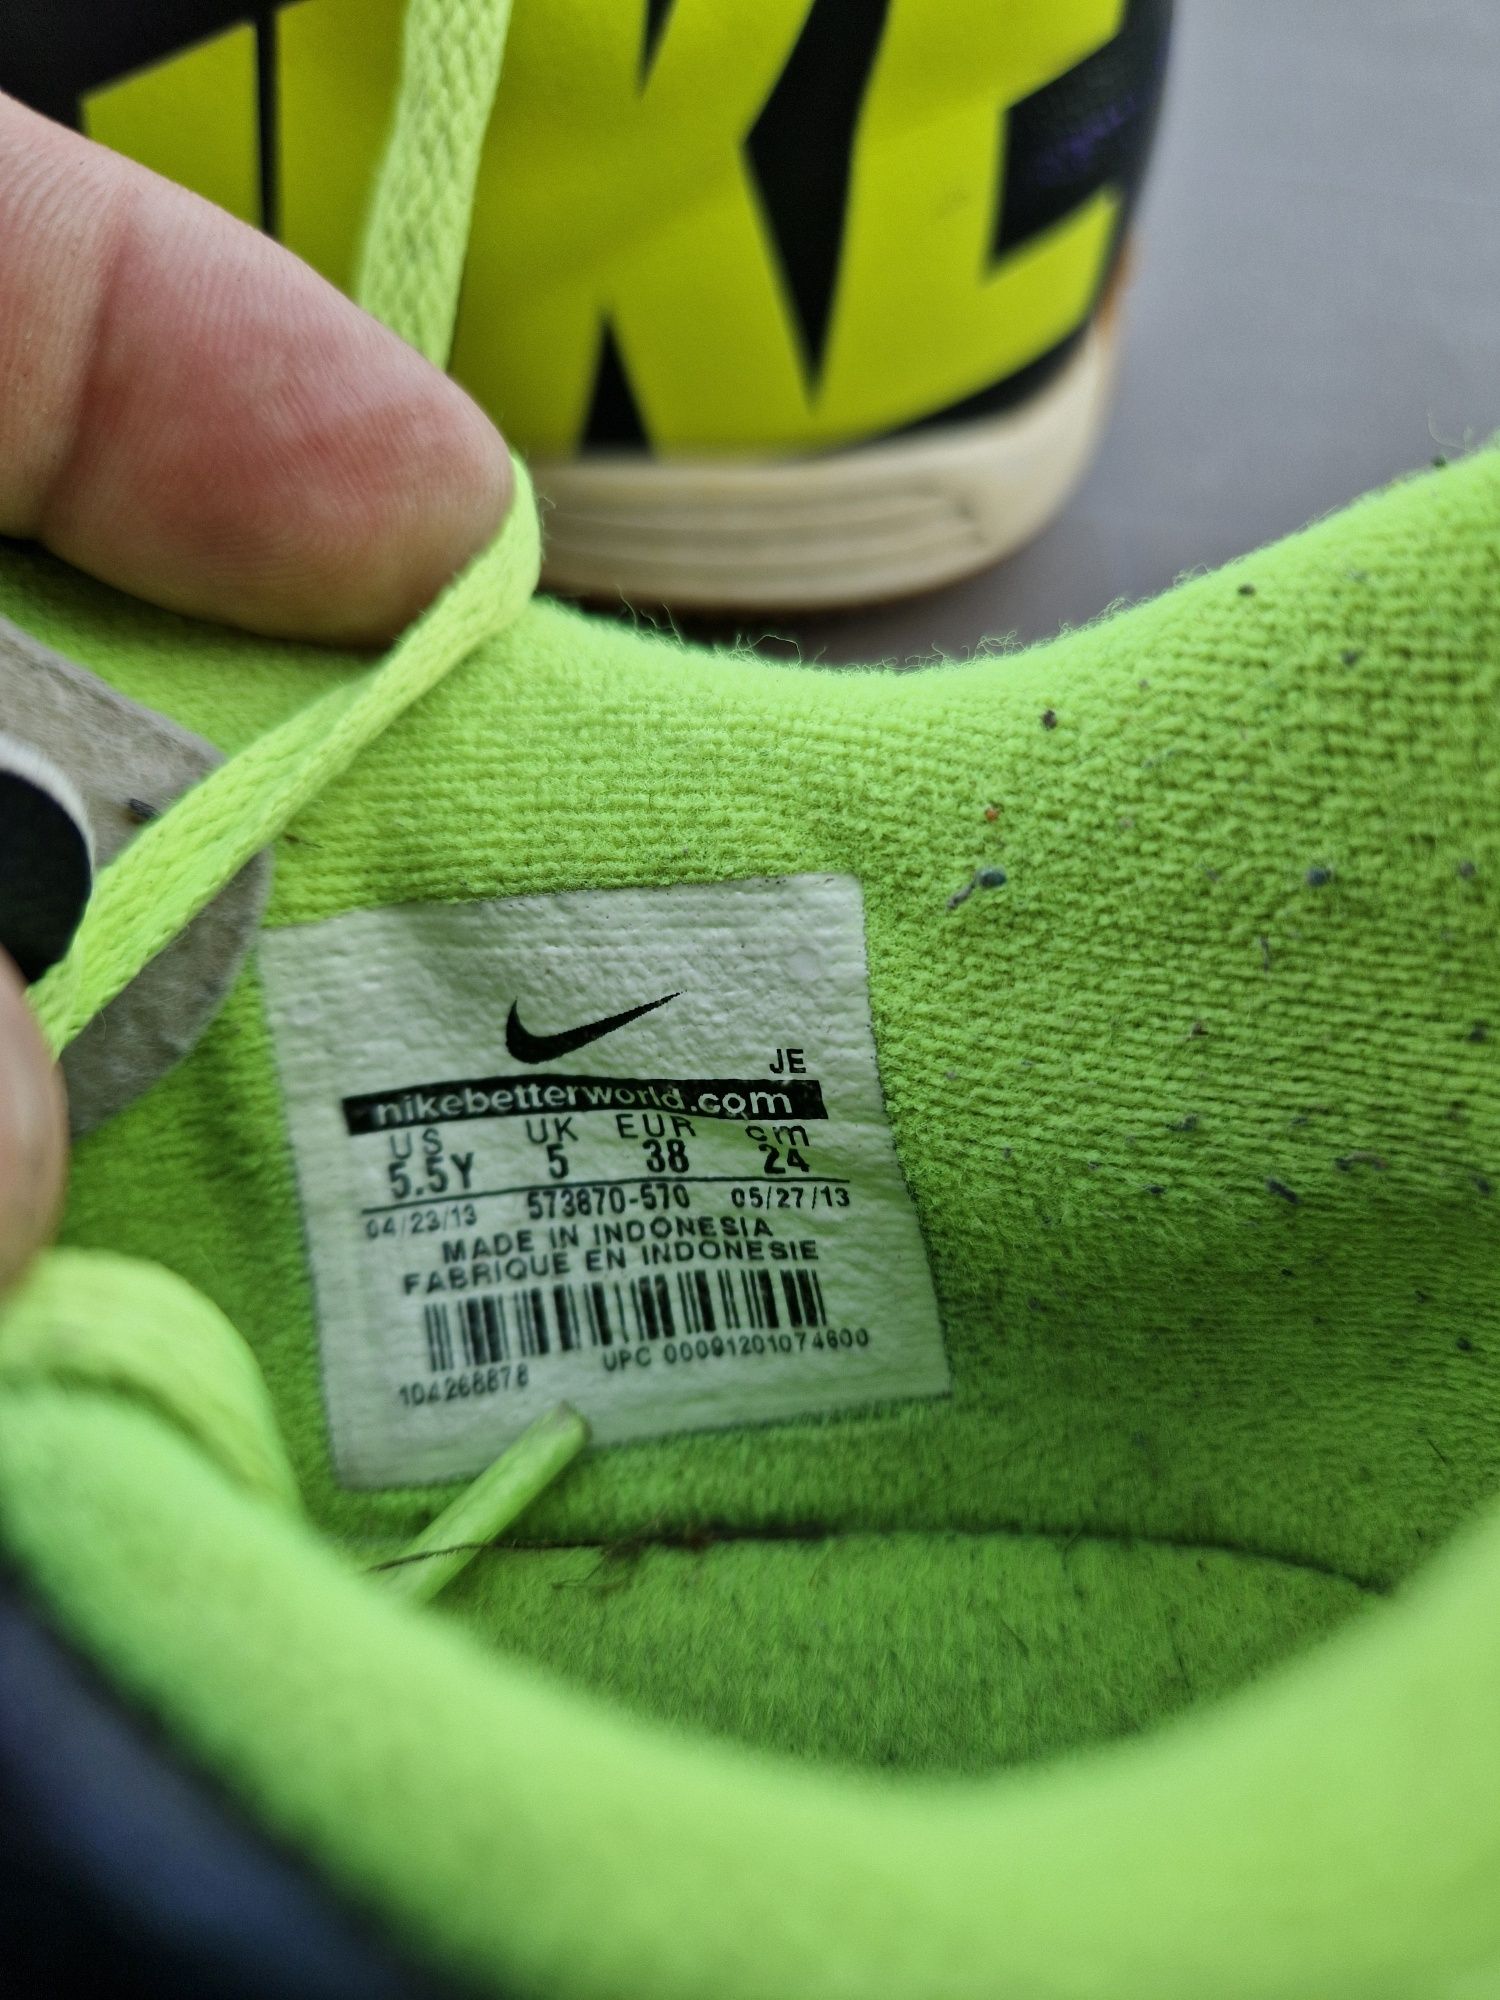 NIKE
JE
nikebetterworld.com
US UK EUR cm
5.5Y 5 38 24
04/23/13 573870-570 05/27/13
MADE IN INDONESIA
FABRIQUE EN INDONESIE
UPC 00091201074600
104268878